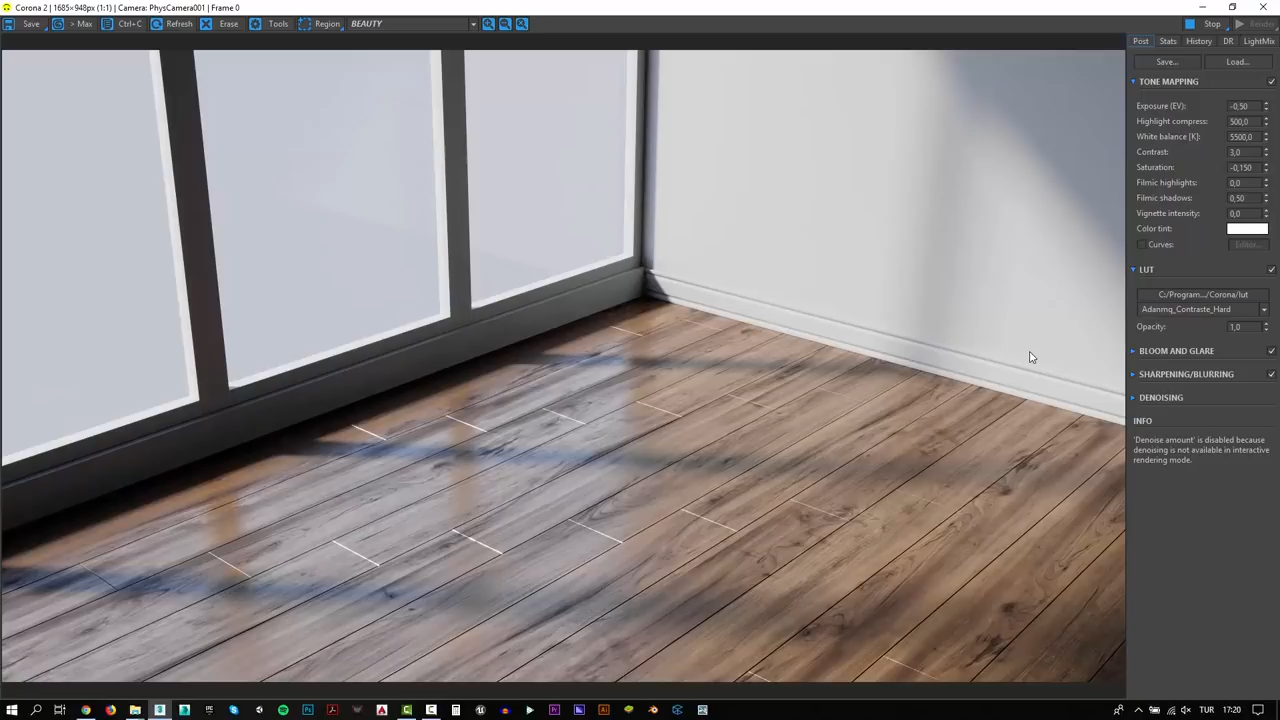 Corona 2 | 1685×948px (1:1) | Camera: PhysCamera001 | Frame 0
Save > Max Ctrl+C Refresh Erase Tools Region BEAUTY Stop Render
Post Stats History DR LightMix
Save... Load...
TONE MAPPING
Exposure (EV): -0,50
Highlight compress: 500,0
White balance [K]: 5500,0
Contrast: 3,0
Saturation: -0,150
Filmic highlights: 0,0
Filmic shadows: 0,50
Vignette intensity: 0,0
Color tint:
Curves: Editor...
LUT
C:/Program.../Corona/lut
Adanmq_Contraste_Hard
Opacity: 1,0
BLOOM AND GLARE
SHARPENING/BLURRING
DENOISING
INFO
'Denoise amount' is disabled because
denoising is not available in interactive
rendering mode.
TUR 17:20